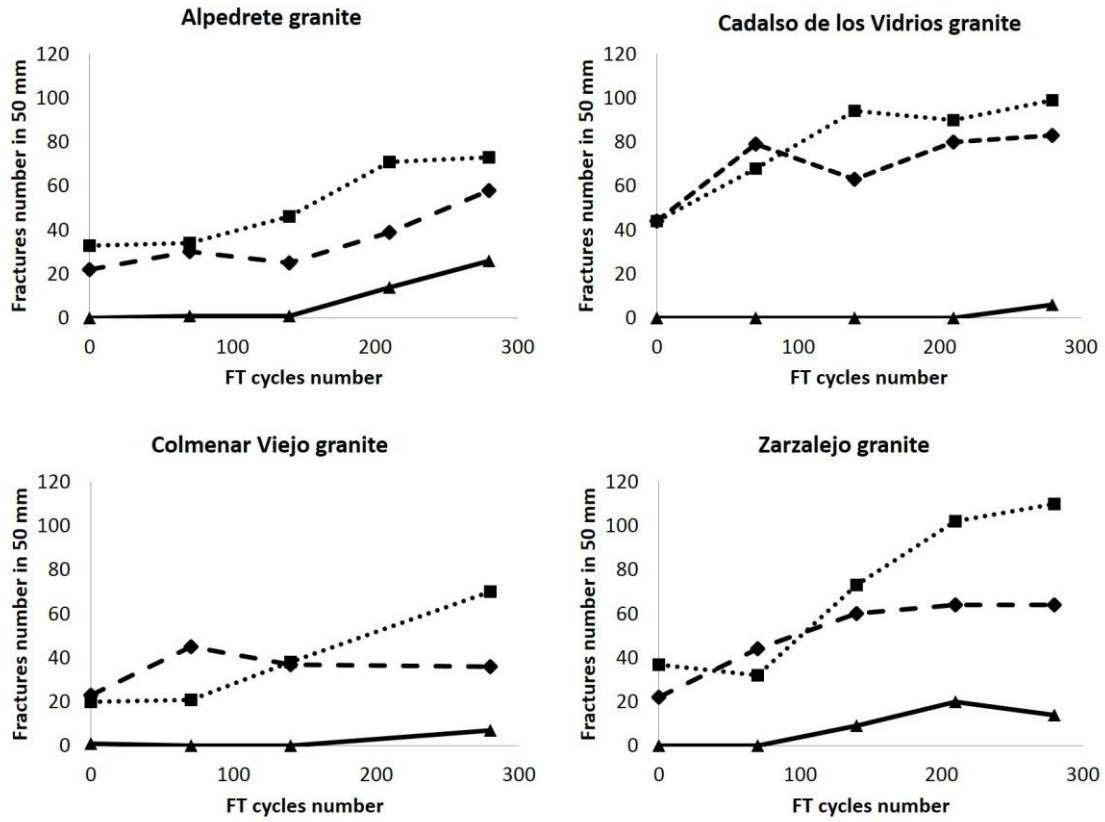 Alpedrete granite
Fractures number in 50 mm
120
100
80
60
40
20
0
0 100 200 300
FT cycles number
Cadalso de los Vidrios granite
Fractures number in 50 mm
120
100
80
60
40
20
0
0 100 200 300
FT cycles number
Colmenar Viejo granite
Fractures number in 50 mm
120
100
80
60
40
20
0
0 100 200 300
FT cycles number
Zarzalejo granite
Fractures number in 50 mm
120
100
80
60
40
20
0
0 100 200 300
FT cycles number